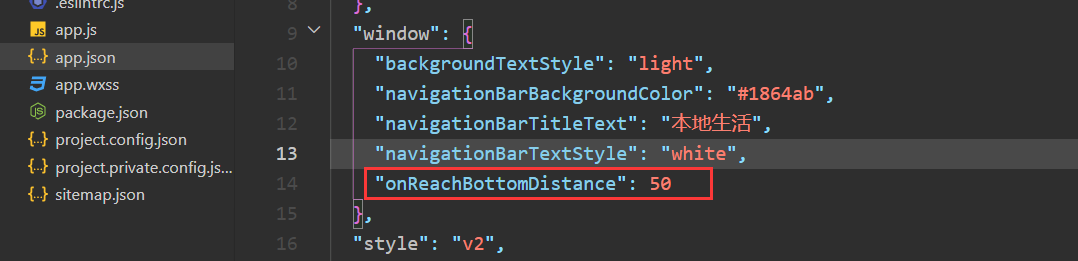 .eslintrc.js
app.js
app.json
app.wxss
package.json
project.config.json
project.private.config.js...
sitemap.json
8 },
9 "window": {
10 "backgroundTextStyle": "light",
11 "navigationBarBackgroundColor": "#1864ab",
12 "navigationBarTitleText": "本地生活",
13 "navigationBarTextStyle": "white",
14 "onReachBottomDistance": 50
15 },
16 "style": "v2",